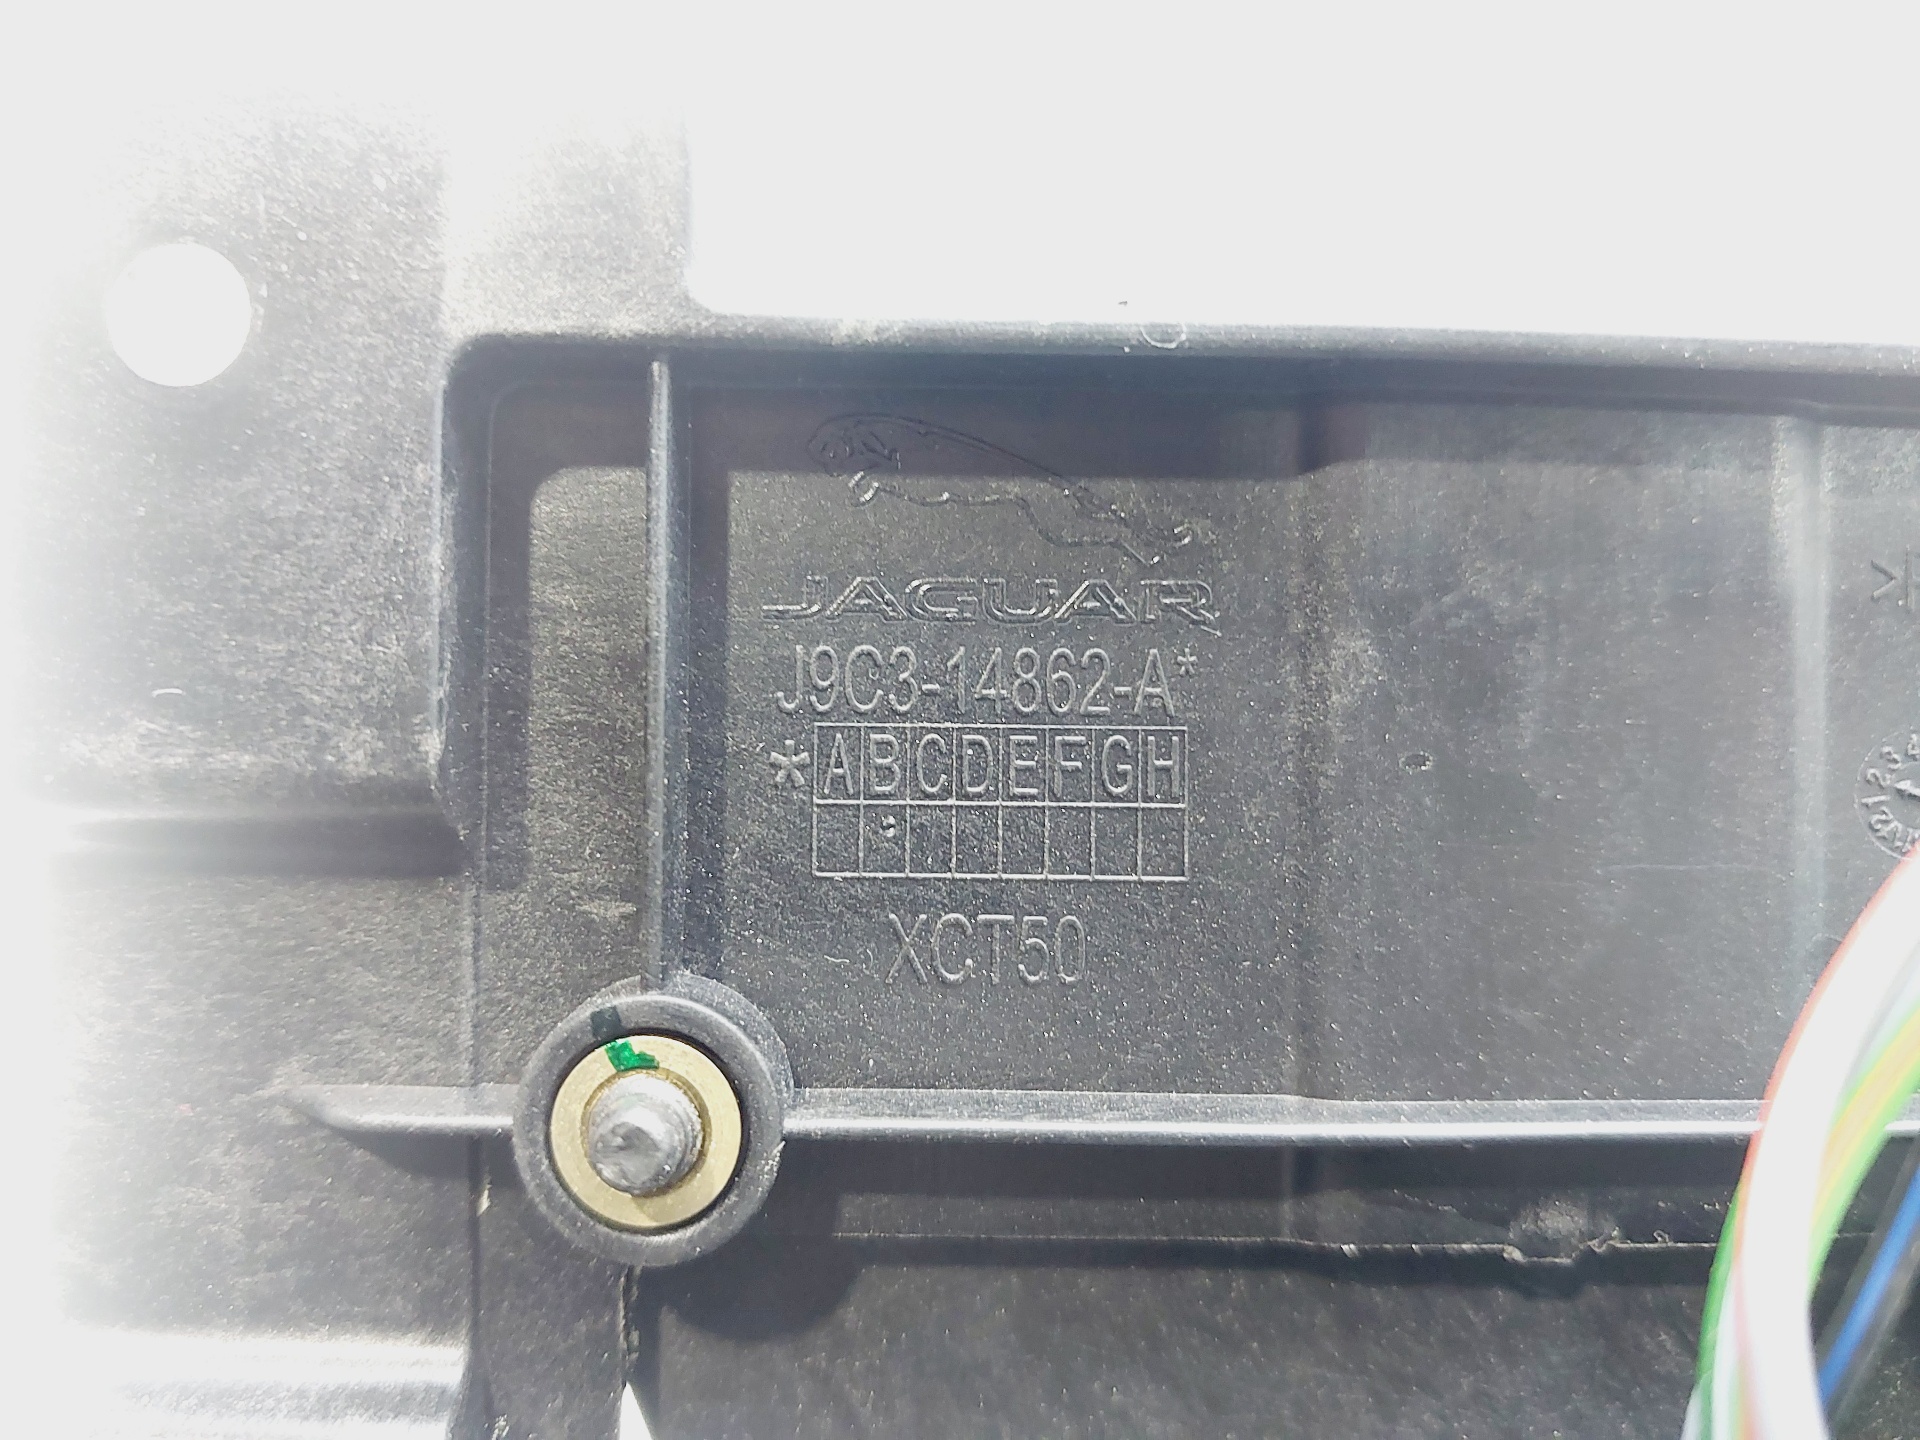 JAGUAR
J9C3-14862-A*
*ABCDEFGH
XCT50